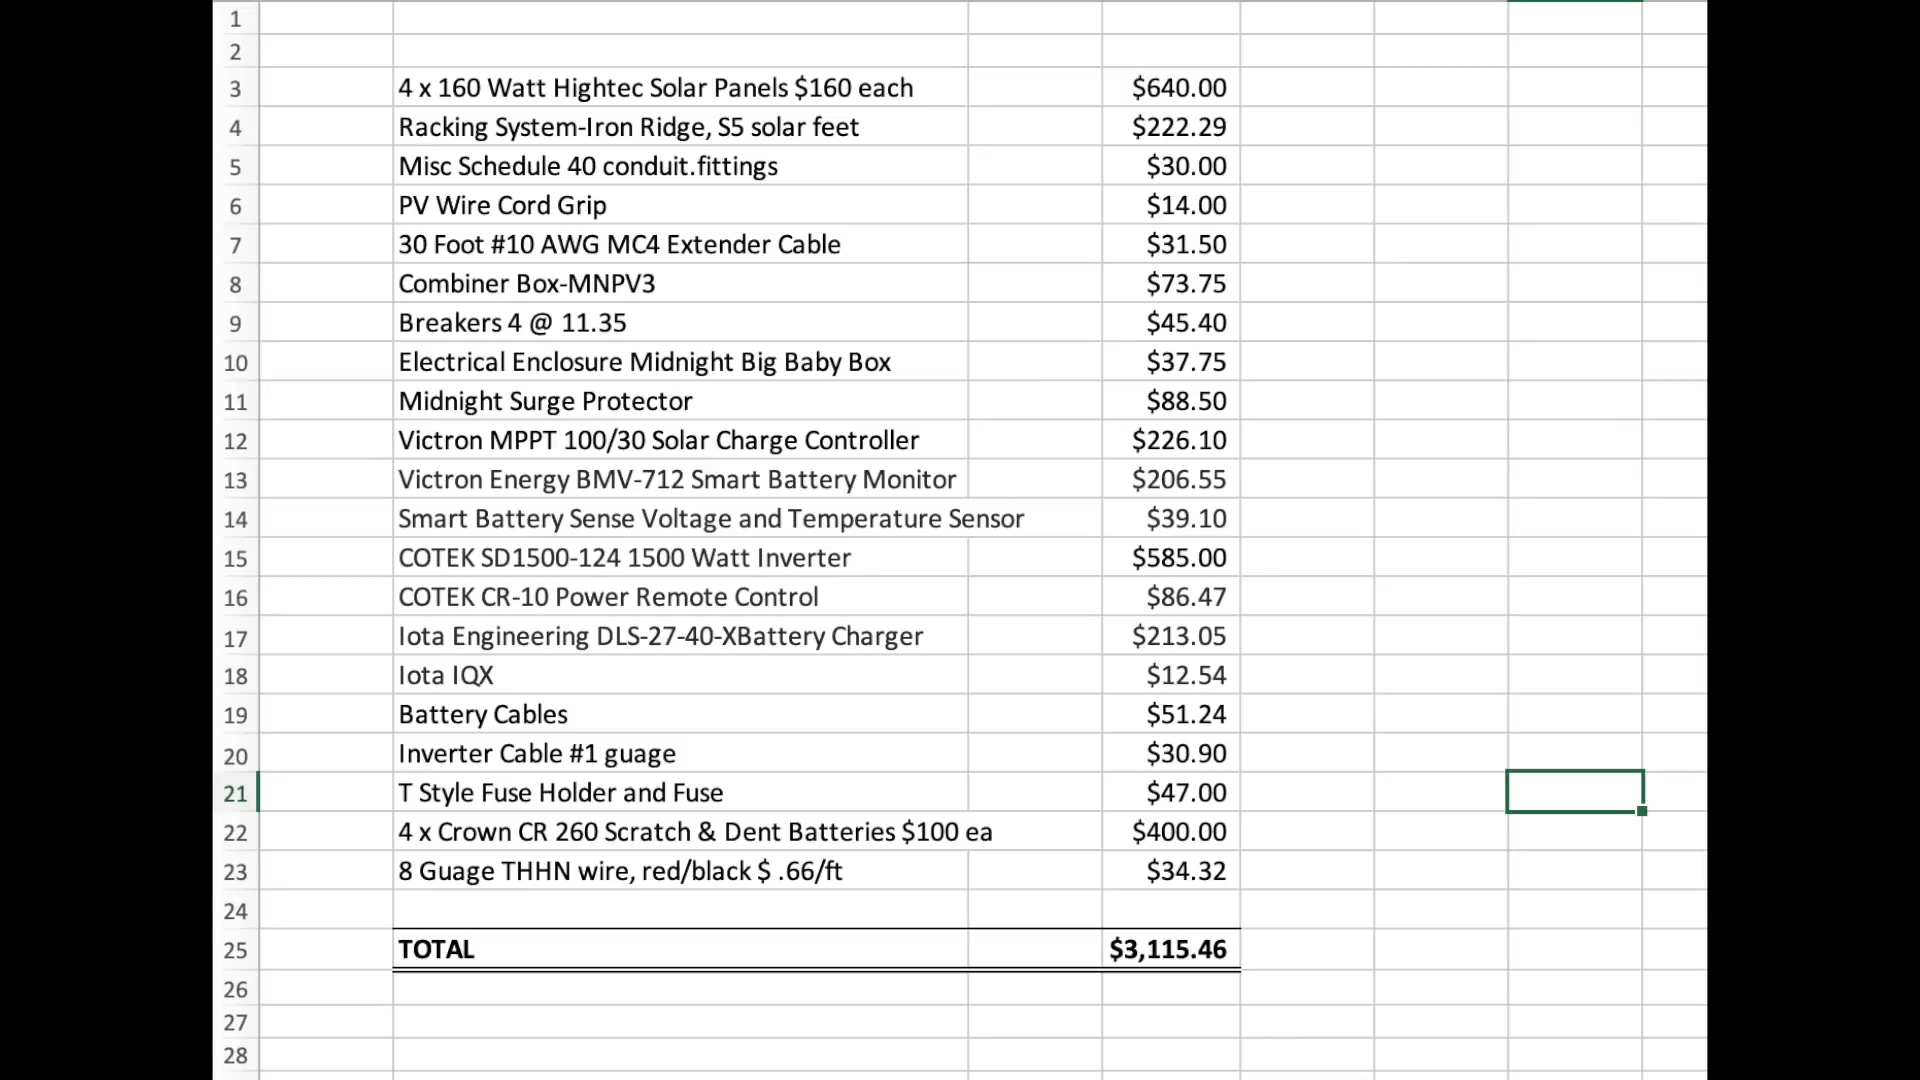 1
2
3 4 x 160 Watt Hightec Solar Panels $160 each $640.00
4 Racking System-Iron Ridge, S5 solar feet $222.29
5 Misc Schedule 40 conduit.fittings $30.00
6 PV Wire Cord Grip $14.00
7 30 Foot #10 AWG MC4 Extender Cable $31.50
8 Combiner Box-MNPV3 $73.75
9 Breakers 4 @ 11.35 $45.40
10 Electrical Enclosure Midnight Big Baby Box $37.75
11 Midnight Surge Protector $88.50
12 Victron MPPT 100/30 Solar Charge Controller $226.10
13 Victron Energy BMV-712 Smart Battery Monitor $206.55
14 Smart Battery Sense Voltage and Temperature Sensor $39.10
15 COTEK SD1500-124 1500 Watt Inverter $585.00
16 COTEK CR-10 Power Remote Control $86.47
17 Iota Engineering DLS-27-40-XBattery Charger $213.05
18 Iota IQX $12.54
19 Battery Cables $51.24
20 Inverter Cable #1 guage $30.90
21 T Style Fuse Holder and Fuse $47.00
22 4 x Crown CR 260 Scratch & Dent Batteries $100 ea $400.00
23 8 Guage THHN wire, red/black $ .66/ft $34.32
24
25 TOTAL $3,115.46
26
27
28